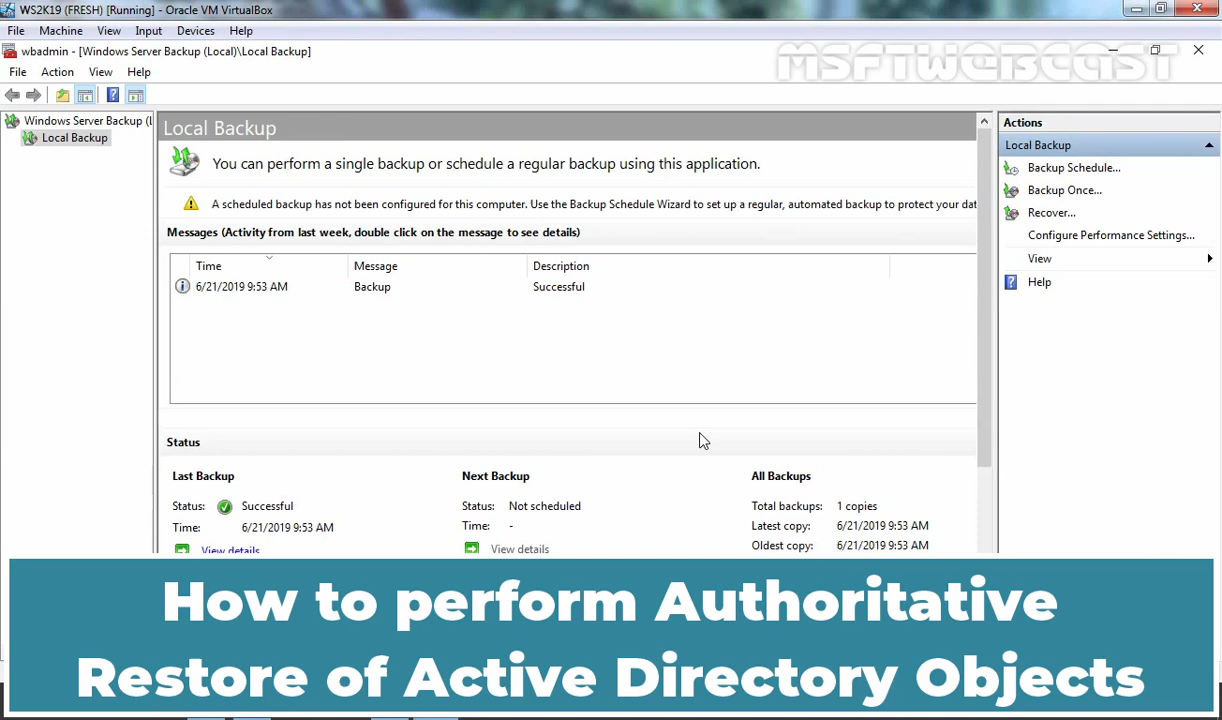 WS2K19 (FRESH) [Running] - Oracle VM VirtualBox
File Machine View Input Devices Help
wbadmin - [Windows Server Backup (Local)\Local Backup]
MSFTWEBCAST
File Action View Help
Windows Server Backup (L
Local Backup
Local Backup
You can perform a single backup or schedule a regular backup using this application.
A scheduled backup has not been configured for this computer. Use the Backup Schedule Wizard to set up a regular, automated backup to protect your dat
Messages (Activity from last week, double click on the message to see details)
Time Message Description
6/21/2019 9:53 AM Backup Successful
Status
Last Backup Next Backup All Backups
Status: Successful Status: Not scheduled Total backups: 1 copies
Time: 6/21/2019 9:53 AM Time: - Latest copy: 6/21/2019 9:53 AM
View details View details Oldest copy: 6/21/2019 9:53 AM
Actions
Local Backup
Backup Schedule...
Backup Once...
Recover...
Configure Performance Settings...
View
Help
How to perform Authoritative
Restore of Active Directory Objects